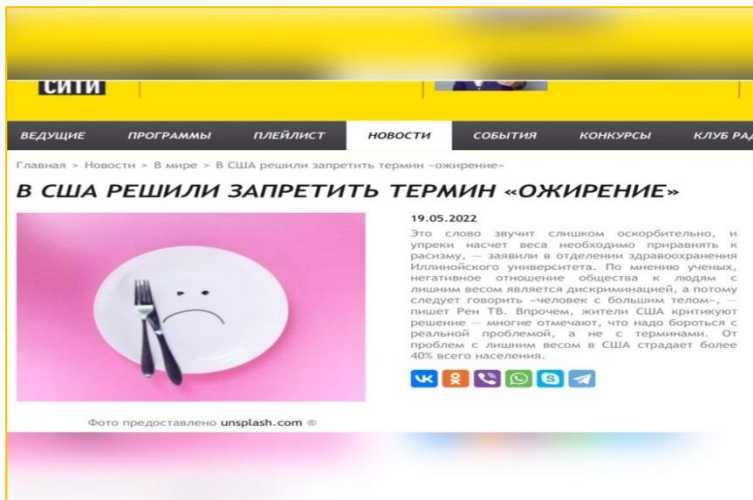 СИТИ
ВЕДУЩИЕ ПРОГРАММЫ ПЛЕЙЛИСТ НОВОСТИ СОБЫТИЯ КОНКУРСЫ КЛУБ РАД
Главная > Новости > В мире > В США решили запретить термин «ожирение»
В США РЕШИЛИ ЗАПРЕТИТЬ ТЕРМИН «ОЖИРЕНИЕ»
19.05.2022
Это слово звучит слишком оскорбительно, и
упреки насчет веса необходимо приравнять к
расизму, — заявили в отделении здравоохранения
Иллинойского университета. По мнению ученых,
негативное отношение общества к людям с
лишним весом является дискриминацией, а потому
следует говорить «человек с большим телом», —
пишет Рен ТВ. Впрочем, жители США критикуют
решение — многие отмечают, что надо бороться с
реальной проблемой, а не с терминами. От
проблем с лишним весом в США страдает более
40% всего населения.
Фото предоставлено unsplash.com ®